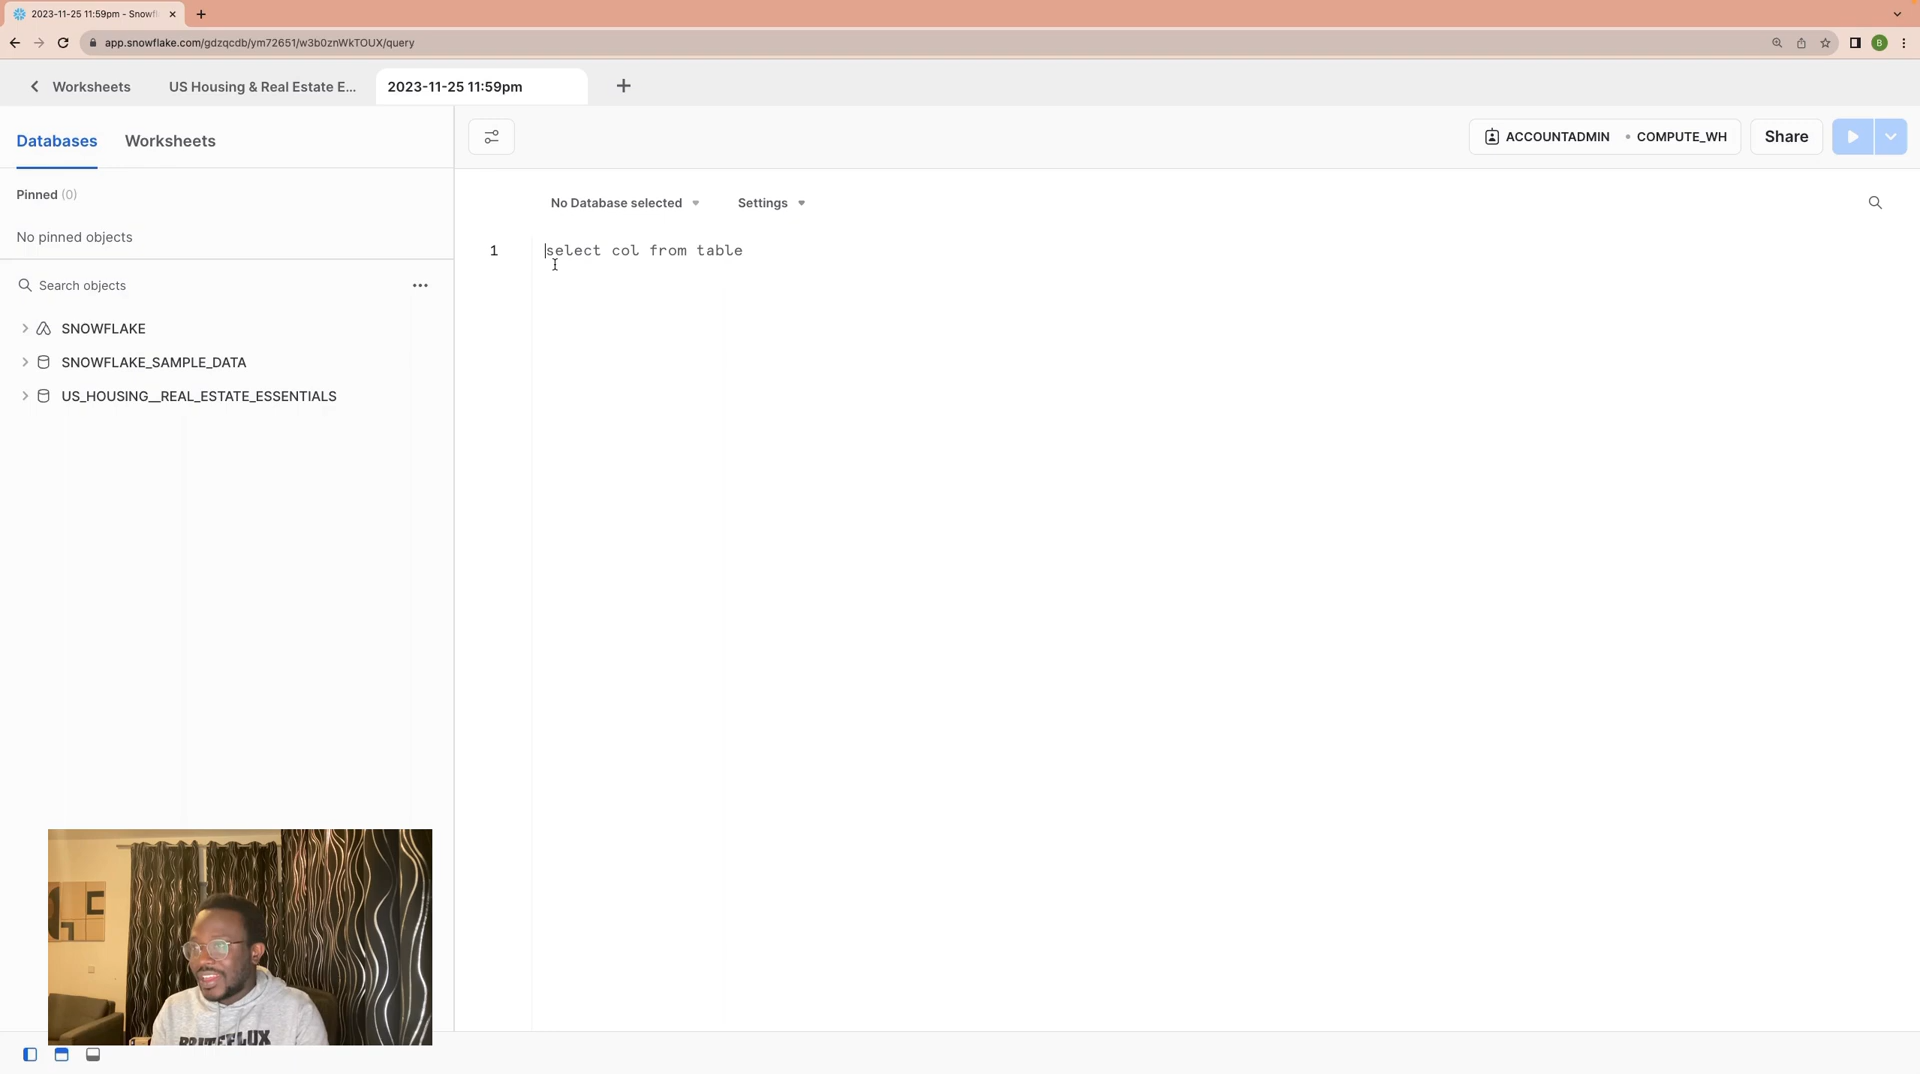 2023-11-25 11:59pm - Snowfl
app.snowflake.com/gdzqcdb/ym72651/w3b0znWkTOUX/query
B
Worksheets
US Housing & Real Estate E...
2023-11-25 11:59pm
Databases
Worksheets
ACCOUNTADMIN
COMPUTE_WH
Share
Pinned (0)
No Database selected
Settings
No pinned objects
1
select col from table
Search objects
SNOWFLAKE
SNOWFLAKE_SAMPLE_DATA
US_HOUSING__REAL_ESTATE_ESSENTIALS